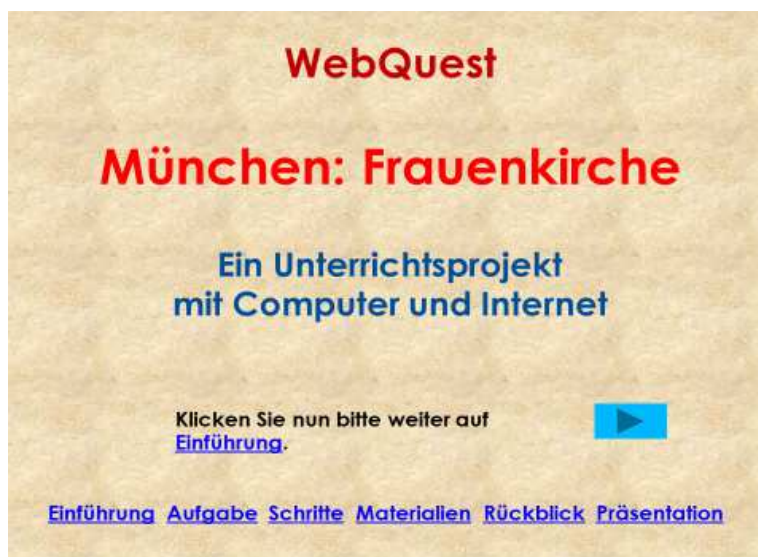 WebQuest
München: Frauenkirche
Ein Unterrichtsprojekt
mit Computer und Internet
Klicken Sie nun bitte weiter auf
Einführung.
Einführung Aufgabe Schritte Materialien Rückblick Präsentation